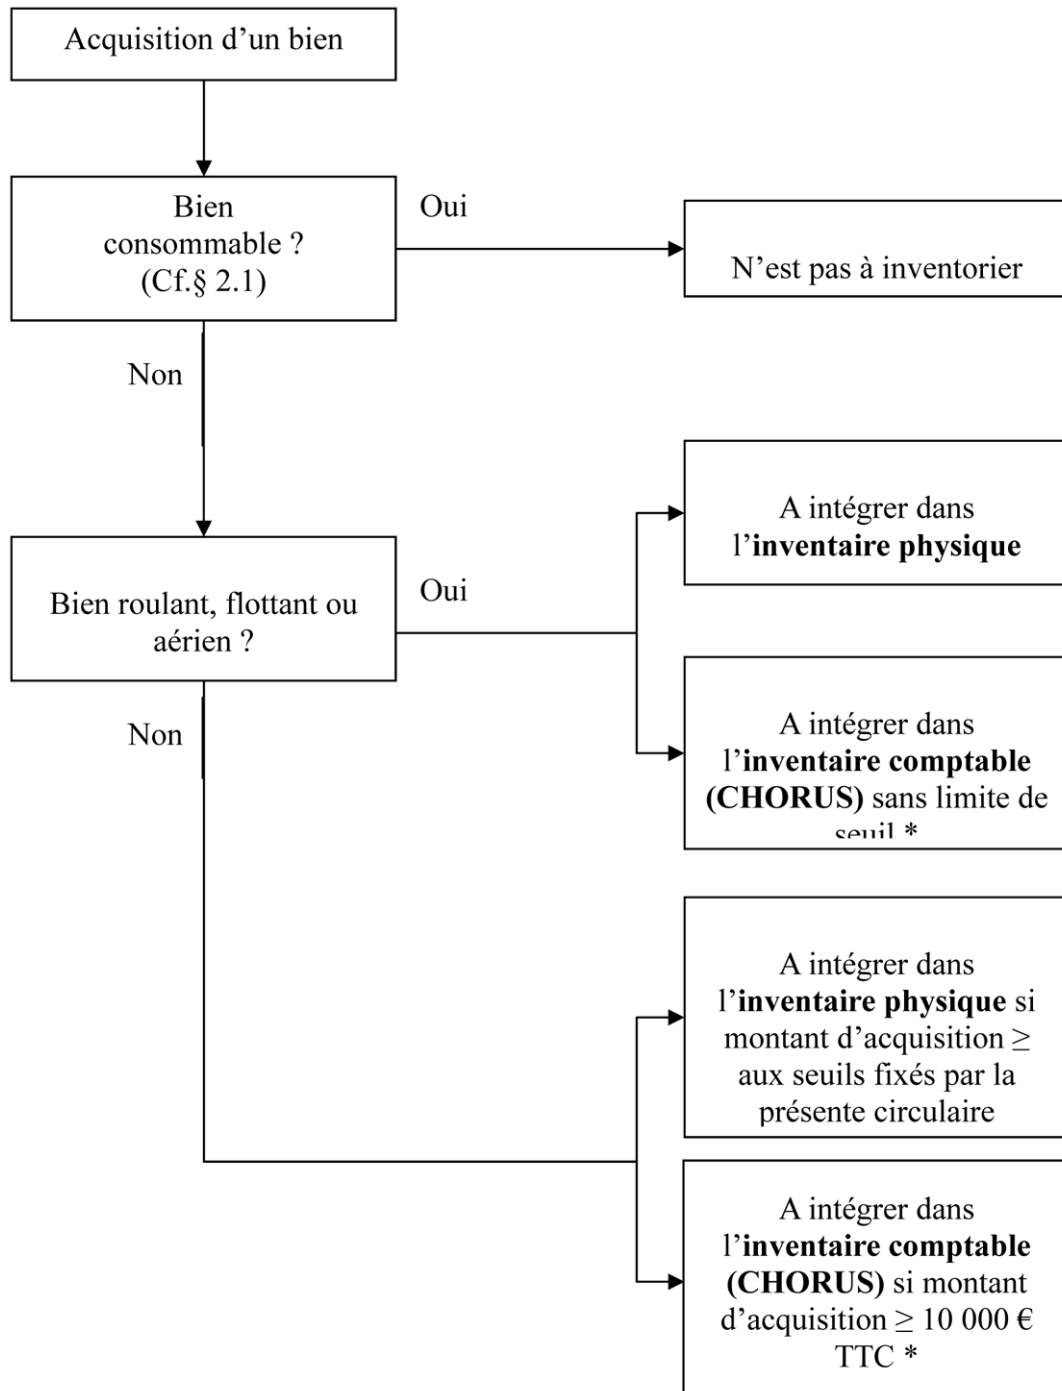 Acquisition d’un bien
Bien
consommable ?
(Cf.§ 2.1)
Oui
N’est pas à inventorier
Non
Bien roulant, flottant ou
aérien ?
Oui
A intégrer dans
l’inventaire physique
A intégrer dans
l’inventaire comptable
(CHORUS) sans limite de
seuil *
Non
A intégrer dans
l’inventaire physique si
montant d’acquisition ≥
aux seuils fixés par la
présente circulaire
A intégrer dans
l’inventaire comptable
(CHORUS) si montant
d’acquisition ≥ 10 000 €
TTC *